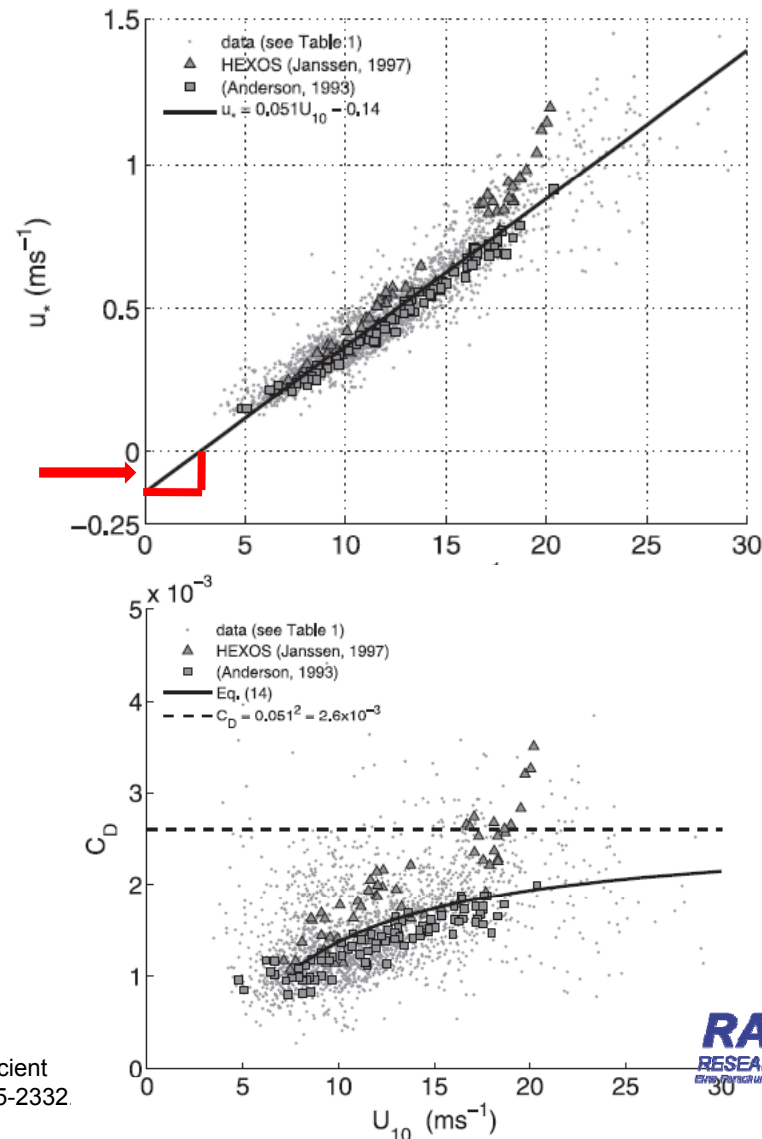 1.5
data (see Table 1)
HEXOS (Janssen, 1997)
(Anderson, 1993)
u* = 0.051U10 − 0.14
1
0.5
0
−0.25
u* (ms−1)
0 5 10 15 20 25 30
5 x 10−3
data (see Table 1)
HEXOS (Janssen, 1997)
(Anderson, 1993)
Eq. (14)
CD = 0.051² = 2.6x10−3
4
3
2
1
0
CD
0 5 10 15 20 25 30
U10 (ms−1)
cient
5-2332.
RA
RESEA